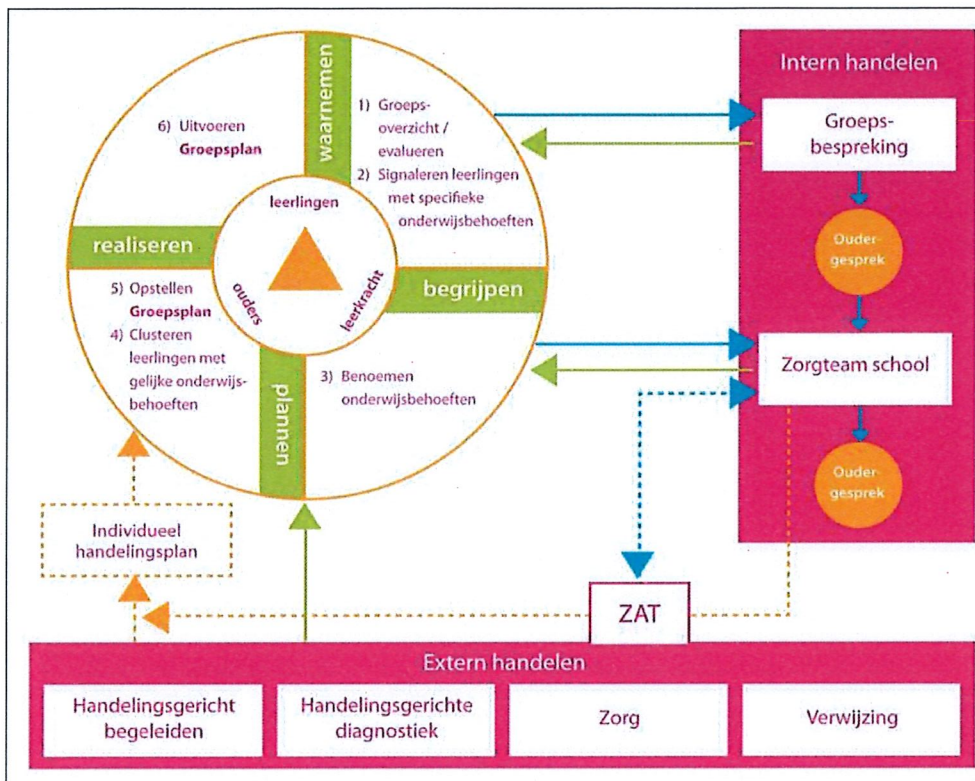 waarnemen
1) Groeps-
overzicht /
evalueren
2) Signaleren leerlingen
met specifieke
onderwijsbehoeften
begrijpen
3) Benoemen
onderwijsbehoeften
plannen
5) Opstellen
Groepsplan
4) Clusteren
leerlingen met
gelijke onderwijs-
behoeften
realiseren
6) Uitvoeren
Groepsplan
leerlingen
ouders
leerkracht
Intern handelen
Groeps-
bespreking
Ouder-
gesprek
Zorgteam school
Ouder-
gesprek
Individueel
handelingsplan
ZAT
Extern handelen
Handelingsgericht
begeleiden
Handelingsgerichte
diagnostiek
Zorg
Verwijzing